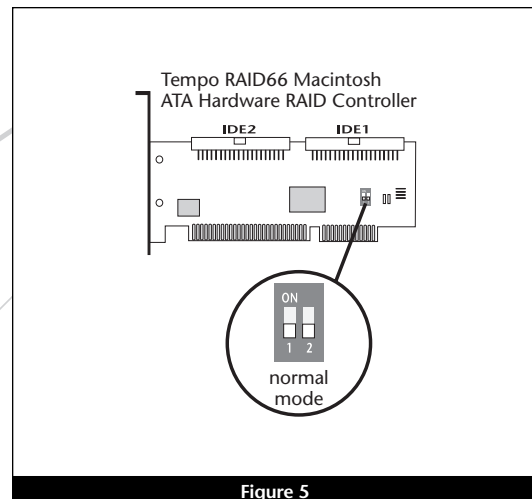 Tempo RAID66 Macintosh
ATA Hardware RAID Controller
IDE2 IDE1
ON
1 2
normal
mode
Figure 5